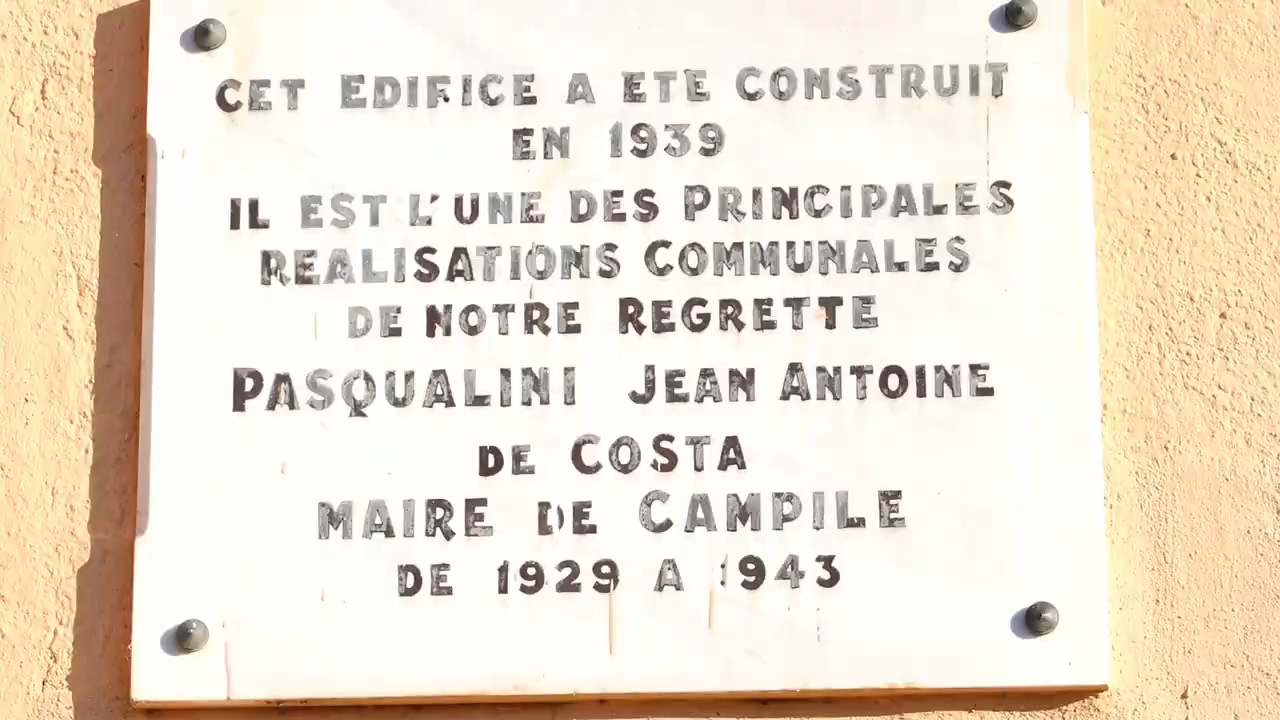 CET EDIFICE A ETE CONSTRUIT
EN 1939
IL EST L'UNE DES PRINCIPALES
REALISATIONS COMMUNALES
DE NOTRE REGRETTE
PASQUALINI JEAN ANTOINE
DE COSTA
MAIRE DE CAMPILE
DE 1929 A 1943